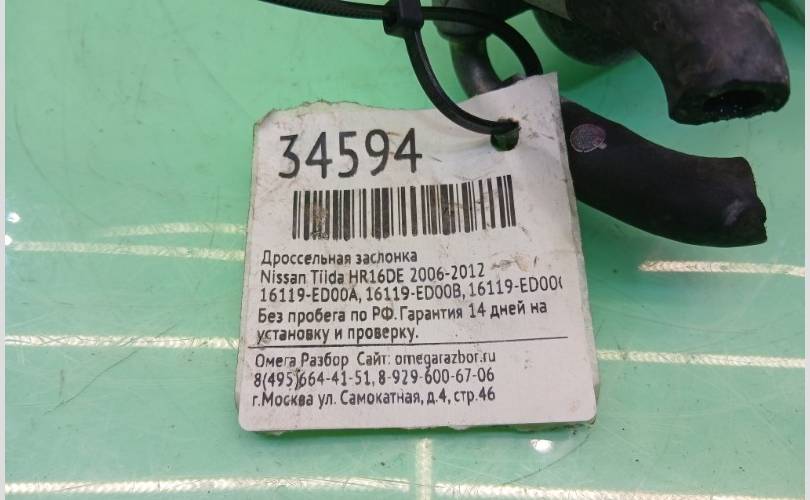 34594
Дроссельная заслонка
Nissan Tiida HR16DE 2006-2012
16119-ED00A, 16119-ED00B, 16119-ED00
Без пробега по РФ. Гарантия 14 дней на
установку и проверку.
Омега Разбор Сайт: omegarazbor.ru
8(495)664-41-51, 8-929-600-67-06
г.Москва ул. Самокатная, д.4, стр.46